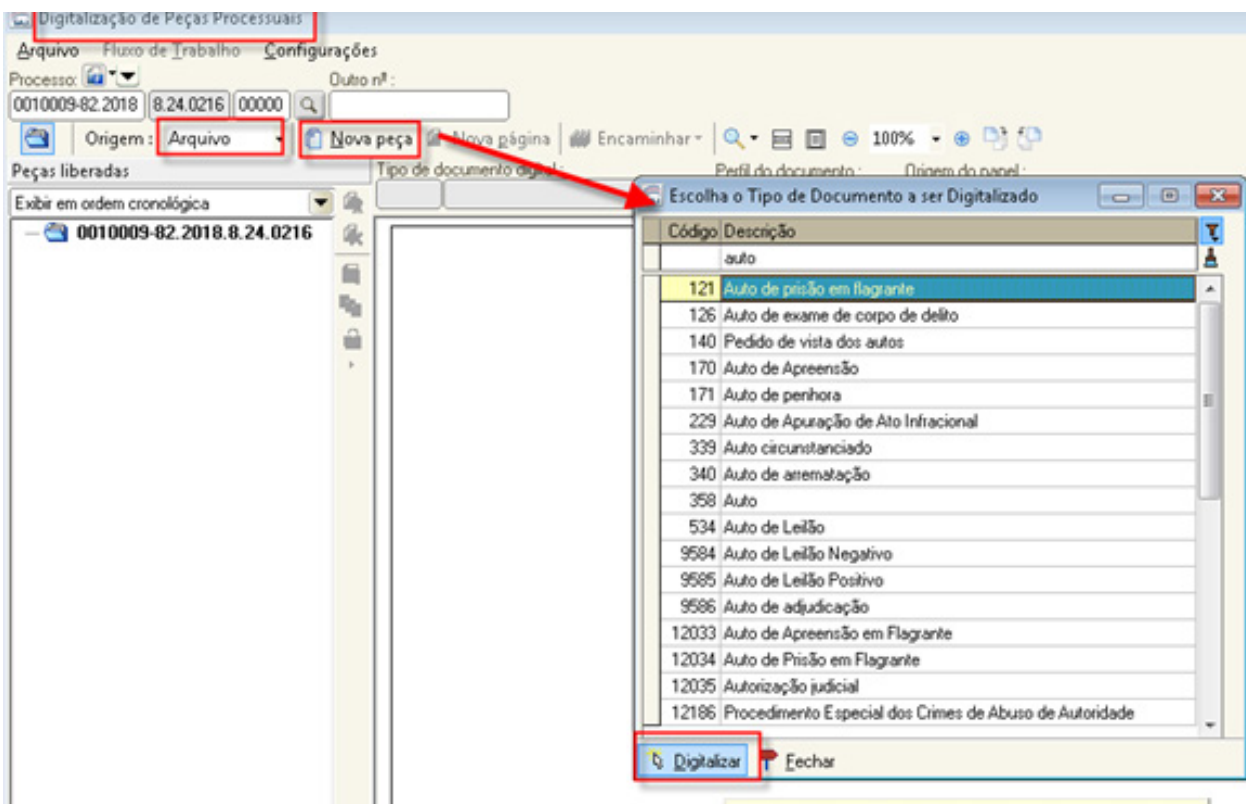 Digitalização de Peças Processuais
Arquivo Fluxo de Trabalho Configurações
Processo: Outro nº :
0010009-82.2018 8.24.0216 00000
Origem : Arquivo Nova peça Nova página Encaminhar 100%
Peças liberadas Tipo de documento digital : Perfil do documento : Origem do papel :
Exibir em ordem cronológica
0010009-82.2018.8.24.0216
Escolha o Tipo de Documento a ser Digitalizado
Código Descrição
auto
121 Auto de prisão em flagrante
126 Auto de exame de corpo de delito
140 Pedido de vista dos autos
170 Auto de Apreensão
171 Auto de penhora
229 Auto de Apuração de Ato Infracional
339 Auto circunstanciado
340 Auto de arrematação
358 Auto
534 Auto de Leilão
9584 Auto de Leilão Negativo
9585 Auto de Leilão Positivo
9586 Auto de adjudicação
12033 Auto de Apreensão em Flagrante
12034 Auto de Prisão em Flagrante
12035 Autorização judicial
12186 Procedimento Especial dos Crimes de Abuso de Autoridade
Digitalizar Fechar